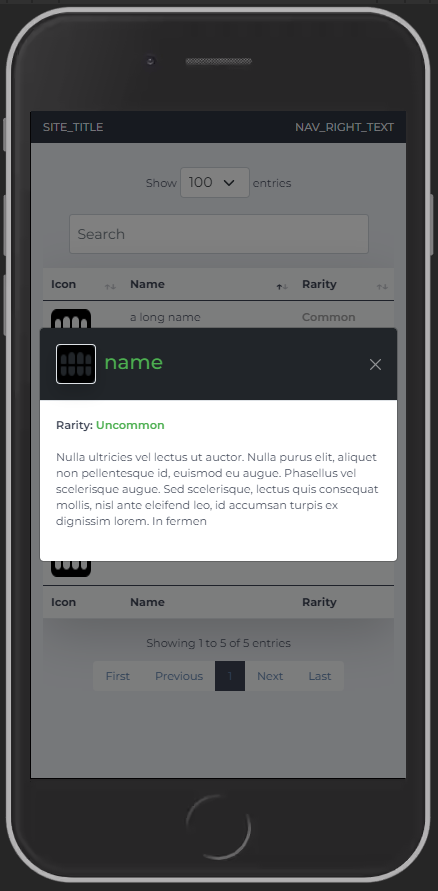 SITE_TITLE NAV_RIGHT_TEXT
Show 100 entries
Search
Icon Name Rarity
a long name Common
name
Rarity: Uncommon
Nulla ultricies vel lectus ut auctor. Nulla purus elit, aliquet
non pellentesque id, euismod eu augue. Phasellus vel
scelerisque augue. Sed scelerisque, lectus quis consequat
mollis, nisl ante eleifend leo, id accumsan turpis ex
dignissim lorem. In fermen
Icon Name Rarity
Showing 1 to 5 of 5 entries
First Previous 1 Next Last